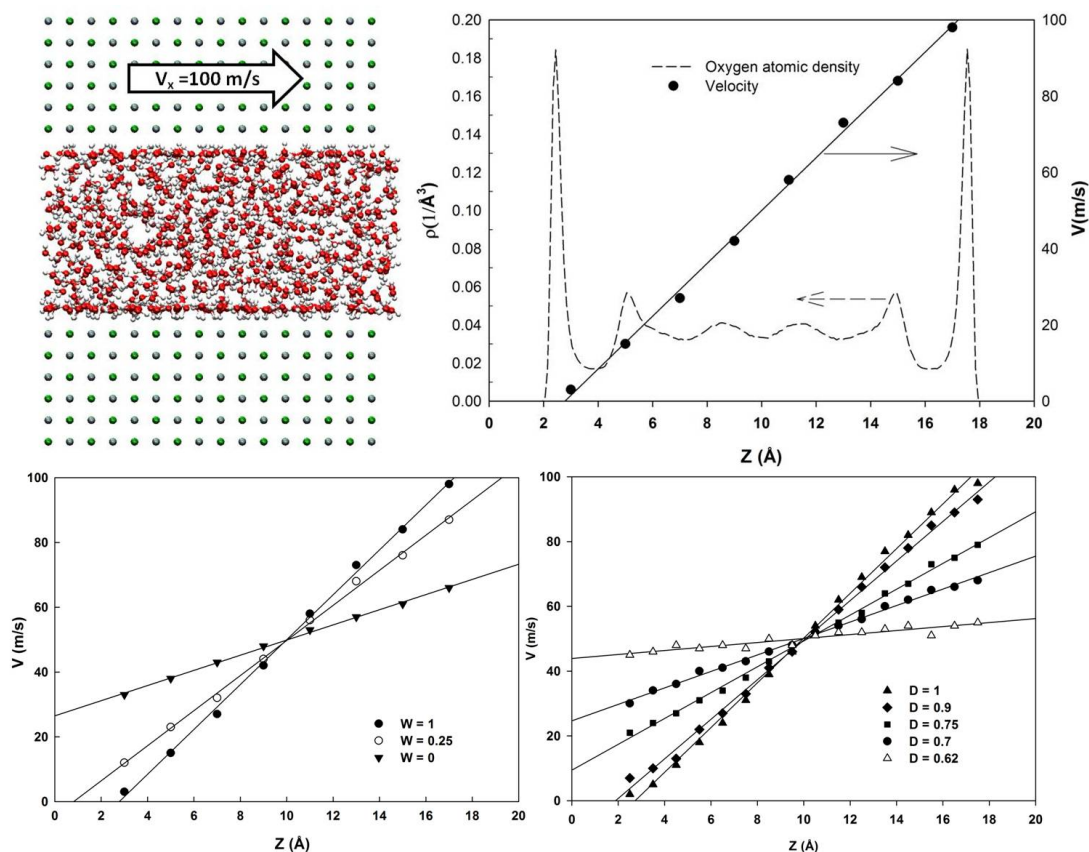 Vx =100 m/s
0.20
0.18
0.16
0.14
0.12
0.10
0.08
0.06
0.04
0.02
0.00
ρ(1/Å³)
Oxygen atomic density
Velocity
100
80
60
40
20
0
V(m/s)
0 2 4 6 8 10 12 14 16 18 20
Z (Å)
100
80
60
40
20
0
V (m/s)
W = 1
W = 0.25
W = 0
0 2 4 6 8 10 12 14 16 18 20
Z (Å)
100
80
60
40
20
0
V (m/s)
D = 1
D = 0.9
D = 0.75
D = 0.7
D = 0.62
0 2 4 6 8 10 12 14 16 18 20
Z (Å)